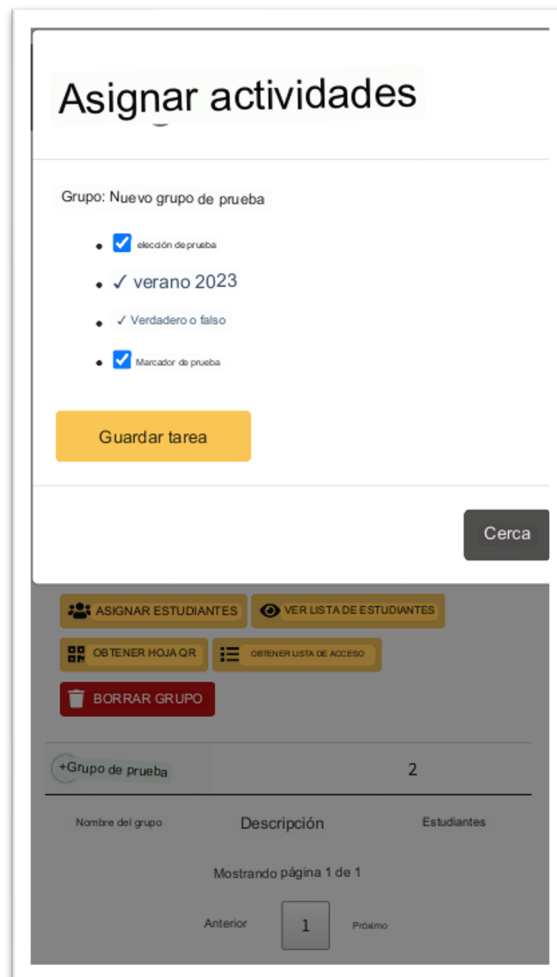 Asignar actividades
Grupo: Nuevo grupo de prueba
elección de prueba
✓ verano 2023
✓ Verdadero o falso
Marcador de prueba
Guardar tarea
Cerca
ASIGNAR ESTUDIANTES VER LISTA DE ESTUDIANTES
OBTENER HOJA QR OBTENER LISTA DE ACCESO
BORRAR GRUPO
+Grupo de prueba 2
Nombre del grupo Descripción Estudiantes
Mostrando página 1 de 1
Anterior 1 Próximo